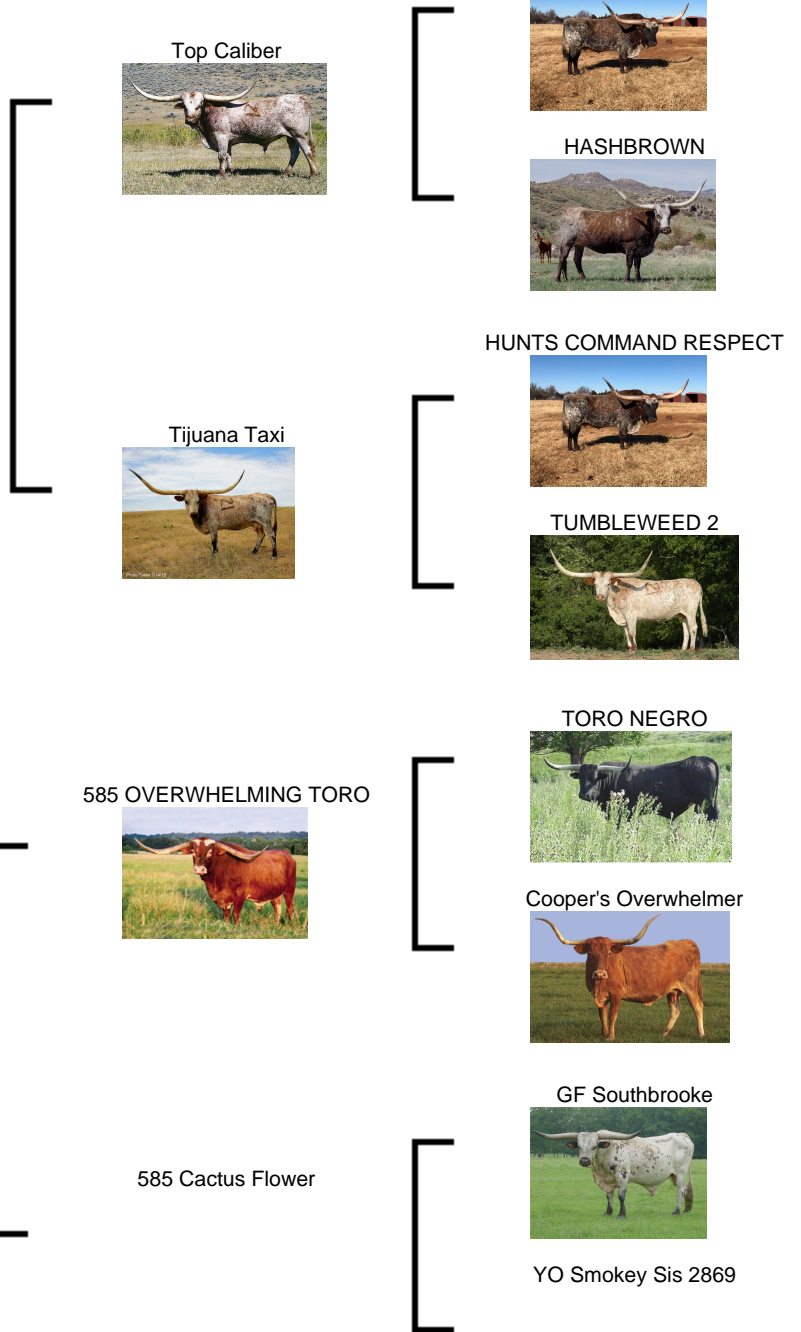 Top Caliber
HASHBROWN
HUNTS COMMAND RESPECT
Tijuana Taxi
TUMBLEWEED 2
TORO NEGRO
585 OVERWHELMING TORO
Cooper's Overwhelmer
GF Southbrooke
585 Cactus Flower
YO Smokey Sis 2869